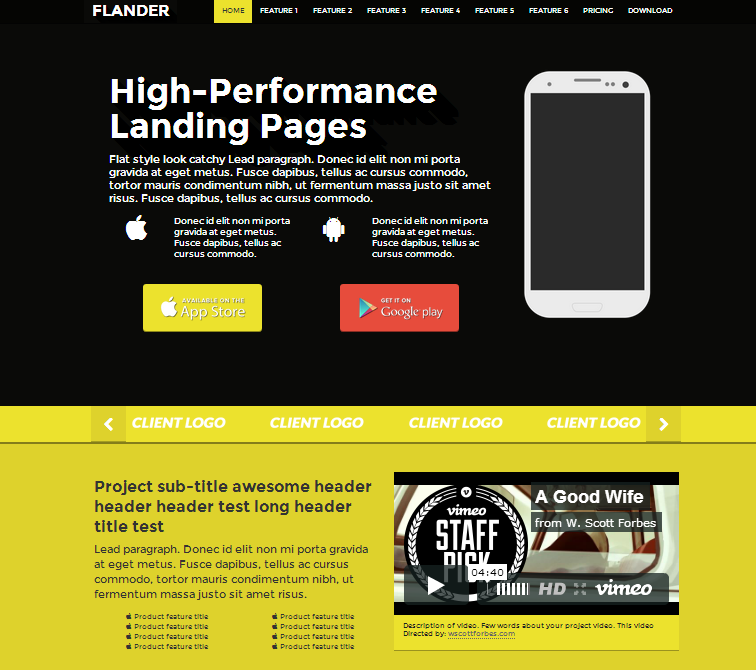 FLANDER
HOME FEATURE 1 FEATURE 2 FEATURE 3 FEATURE 4 FEATURE 5 FEATURE 6 PRICING DOWNLOAD
High-Performance
Landing Pages
Flat style look catchy Lead paragraph. Donec id elit non mi porta
gravida at eget metus. Fusce dapibus, tellus ac cursus commodo,
tortor mauris condimentum nibh, ut fermentum massa justo sit amet
risus. Fusce dapibus, tellus ac cursus commodo.
Donec id elit non mi porta
gravida at eget metus.
Fusce dapibus, tellus ac
cursus commodo.
Donec id elit non mi porta
gravida at eget metus.
Fusce dapibus, tellus ac
cursus commodo.
AVAILABLE ON THE
App Store
GET IT ON
Google play
CLIENT LOGO CLIENT LOGO CLIENT LOGO CLIENT LOGO
Project sub-title awesome header
header header test long header
title test
Lead paragraph. Donec id elit non mi porta gravida
at eget metus. Fusce dapibus, tellus ac cursus
commodo, tortor mauris condimentum nibh, ut
fermentum massa justo sit amet risus.
Product feature title
Product feature title
Product feature title
Product feature title
Product feature title
Product feature title
Product feature title
Product feature title
A Good Wife
from W. Scott Forbes
vimeo
STAFF
PICK
04:40
HD vimeo
Description of video. Few words about your project video. This video
Directed by: wscottforbes.com